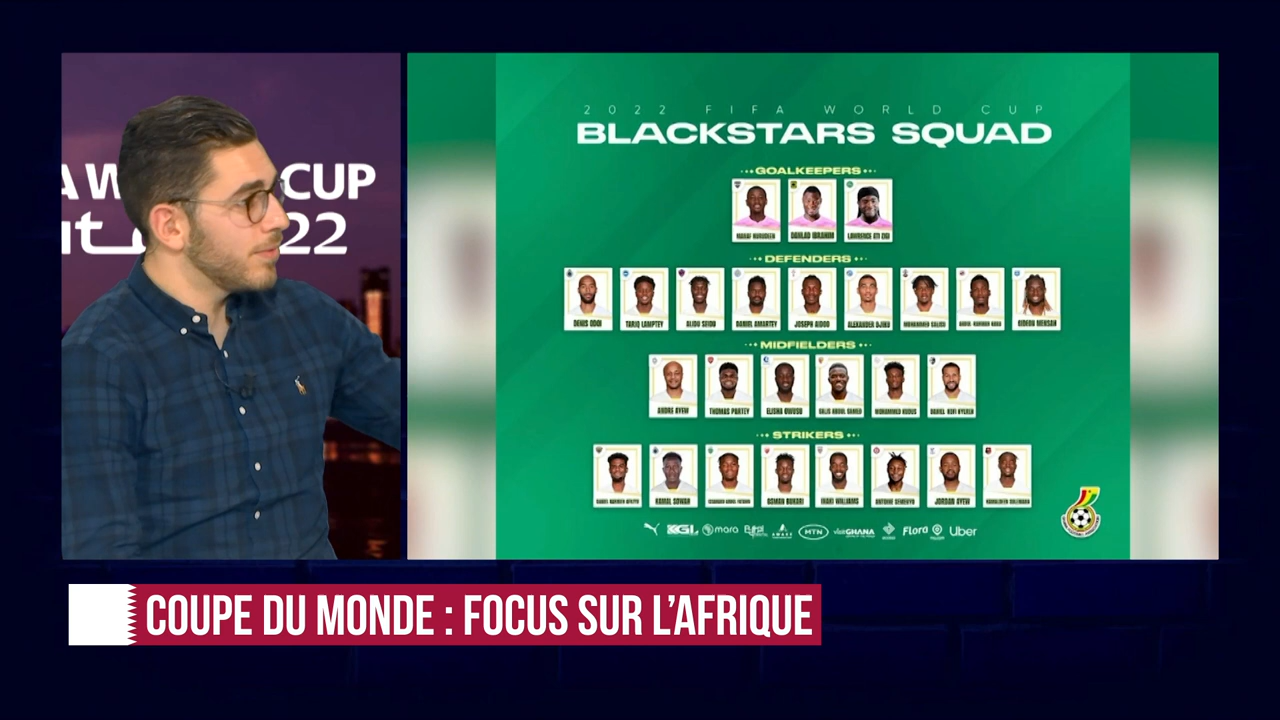 A W CUP
22
2022 FIFA WORLD CUP
BLACKSTARS SQUAD
GOALKEEPERS
IBRAHIM
LAWRENCE ATI ZIGI
DEFENDERS
DENIS ODOI
TARIQ LAMPTEY
ALIDU SEIDU
DANIEL AMARTEY
JOSEPH AIDOO
ALEXANDER DJIKU
MOHAMMED SALISU
GIDEON MENSAH
MIDFIELDERS
ANDRE AYEW
THOMAS PARTEY
ELISHA OWUSU
SALIS ABDUL SAMED
MOHAMMED KUDUS
DANIEL KOFI KYEREH
STRIKERS
KAMAL SOWAH
OSMAN BUKARI
INAKI WILLIAMS
ANTOINE SEMENYO
JORDAN AYEW
KGL mara MTN visitGHANA Flora Uber
COUPE DU MONDE : FOCUS SUR L'AFRIQUE